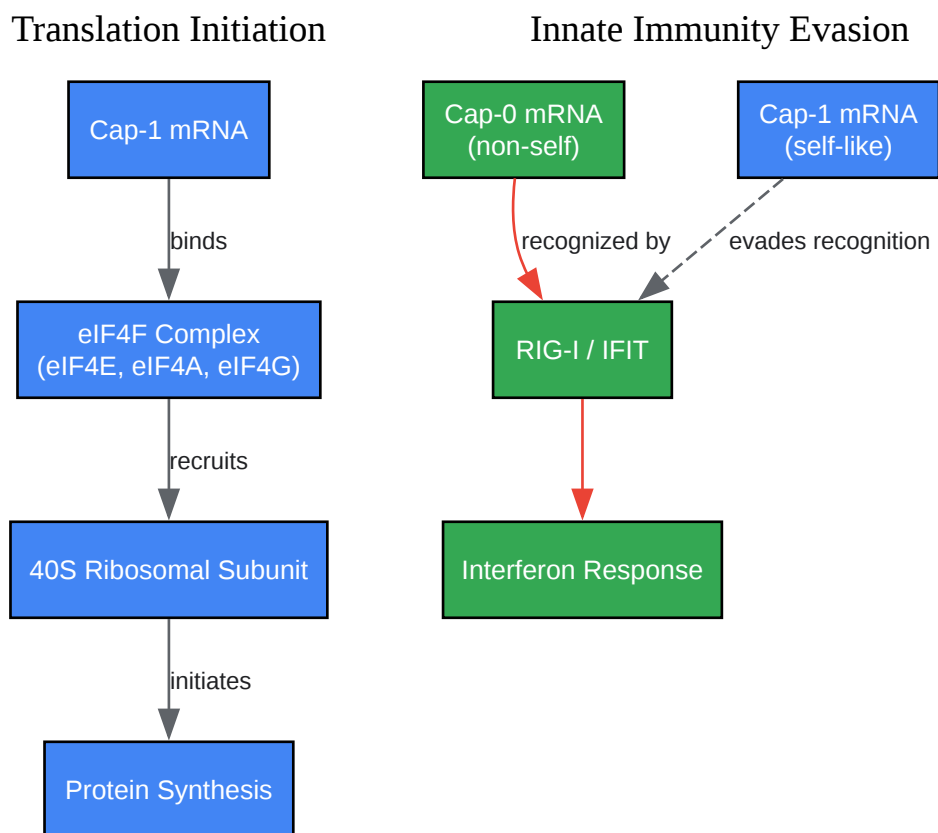 Translation Initiation
Cap-1 mRNA
binds
eIF4F Complex
(eIF4E, eIF4A, eIF4G)
recruits
40S Ribosomal Subunit
initiates
Protein Synthesis
Innate Immunity Evasion
Cap-0 mRNA
(non-self)
Cap-1 mRNA
(self-like)
recognized by
evades recognition
RIG-I / IFIT
Interferon Response